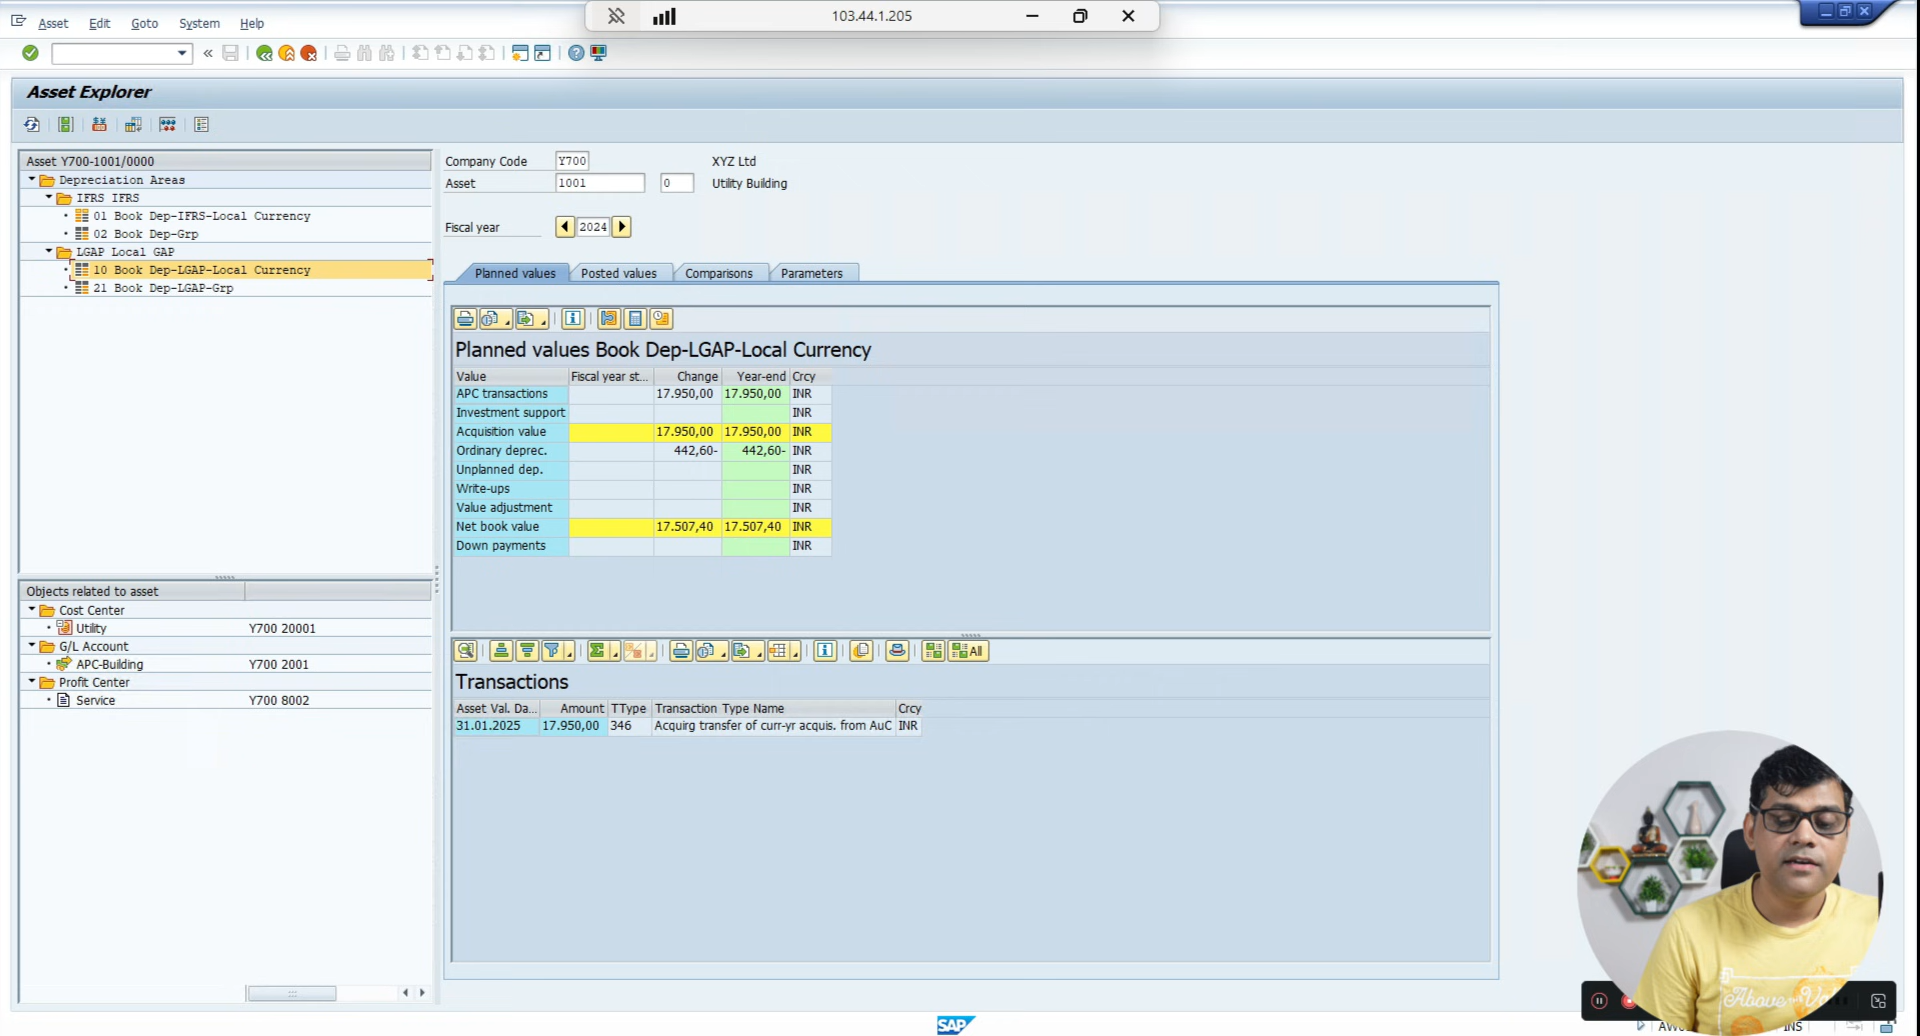 Asset Edit Goto System Help
103.44.1.205
Asset Explorer
Asset Y700-1001/0000
Depreciation Areas
IFRS IFRS
01 Book Dep-IFRS-Local Currency
02 Book Dep-Grp
LGAP Local GAP
10 Book Dep-LGAP-Local Currency
21 Book Dep-LGAP-Grp
Company Code Y700 XYZ Ltd
Asset 1001 0 Utility Building
Fiscal year 2024
Planned values Posted values Comparisons Parameters
Planned values Book Dep-LGAP-Local Currency
Value Fiscal year st... Change Year-end Crcy
APC transactions 17.950,00 17.950,00 INR
Investment support INR
Acquisition value 17.950,00 17.950,00 INR
Ordinary deprec. 442,60- 442,60- INR
Unplanned dep. INR
Write-ups INR
Value adjustment INR
Net book value 17.507,40 17.507,40 INR
Down payments INR
Objects related to asset
Cost Center
Utility Y700 20001
G/L Account
APC-Building Y700 2001
Profit Center
Service Y700 8002
All
Transactions
Asset Val. Da... Amount TType Transaction Type Name Crcy
31.01.2025 17.950,00 346 Acquirg transfer of curr-yr acquis. from AuC INR
SAP
Above
INS